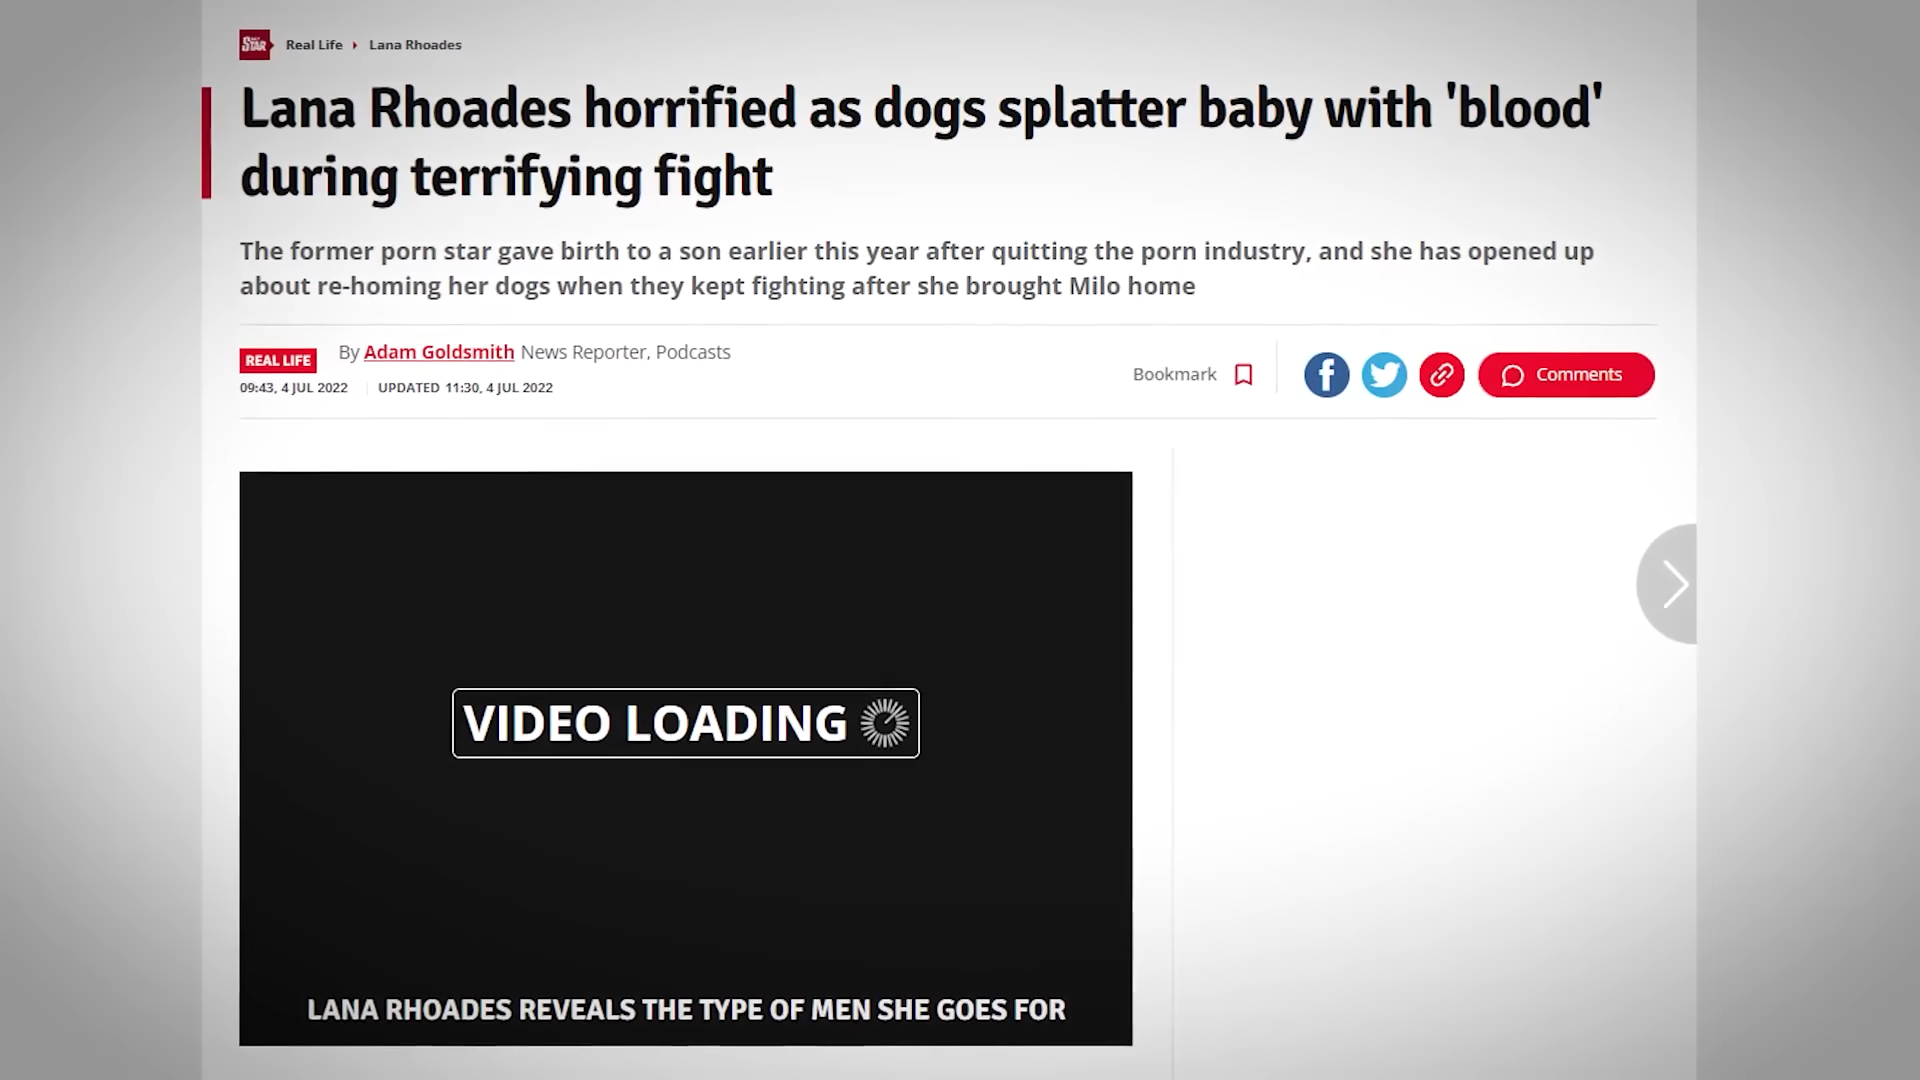 STAR Real Life Lana Rhoades
Lana Rhoades horrified as dogs splatter baby with 'blood'
during terrifying fight
The former porn star gave birth to a son earlier this year after quitting the porn industry, and she has opened up
about re-homing her dogs when they kept fighting after she brought Milo home
REAL LIFE By Adam Goldsmith News Reporter, Podcasts
09:43, 4 JUL 2022 UPDATED 11:30, 4 JUL 2022
Bookmark Comments
VIDEO LOADING
LANA RHOADES REVEALS THE TYPE OF MEN SHE GOES FOR